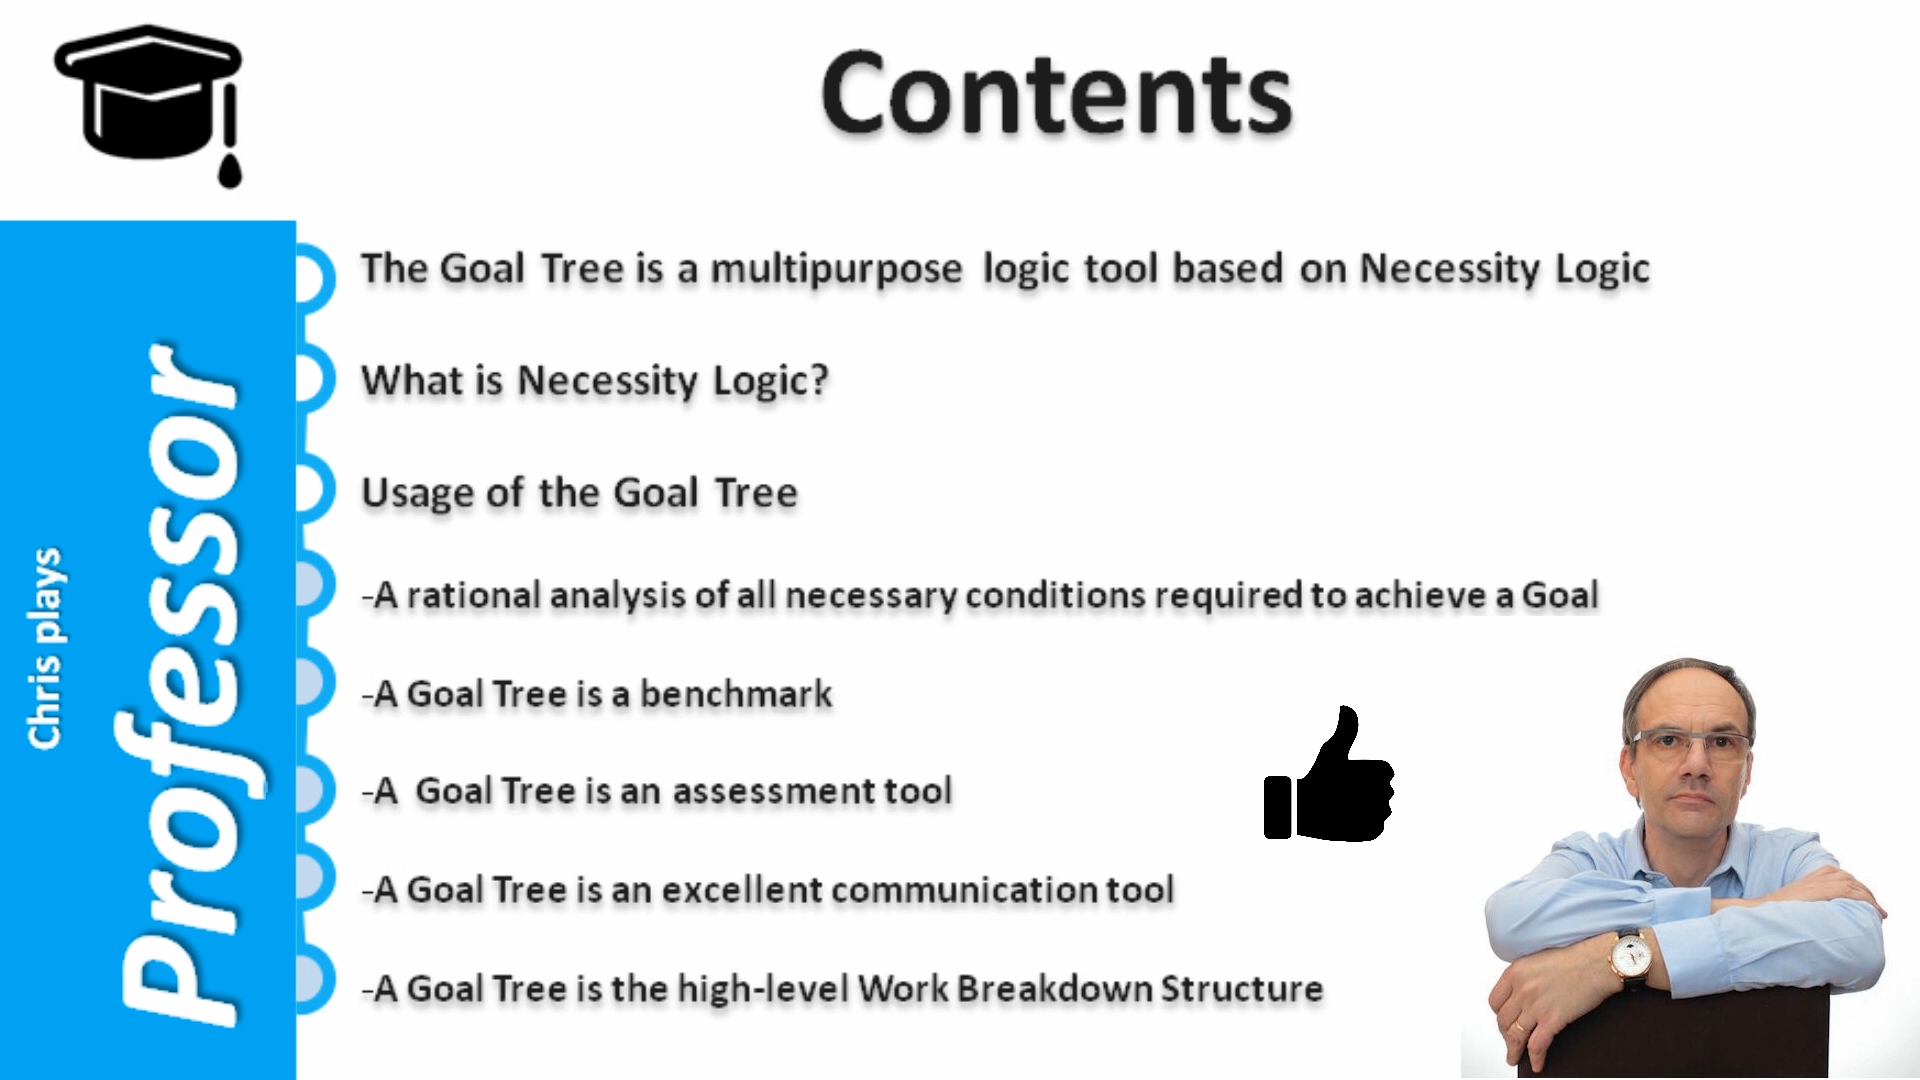 Contents
Chris plays
Professor
The Goal Tree is a multipurpose logic tool based on Necessity Logic
What is Necessity Logic?
Usage of the Goal Tree
-A rational analysis of all necessary conditions required to achieve a Goal
-A Goal Tree is a benchmark
-A Goal Tree is an assessment tool
-A Goal Tree is an excellent communication tool
-A Goal Tree is the high-level Work Breakdown Structure